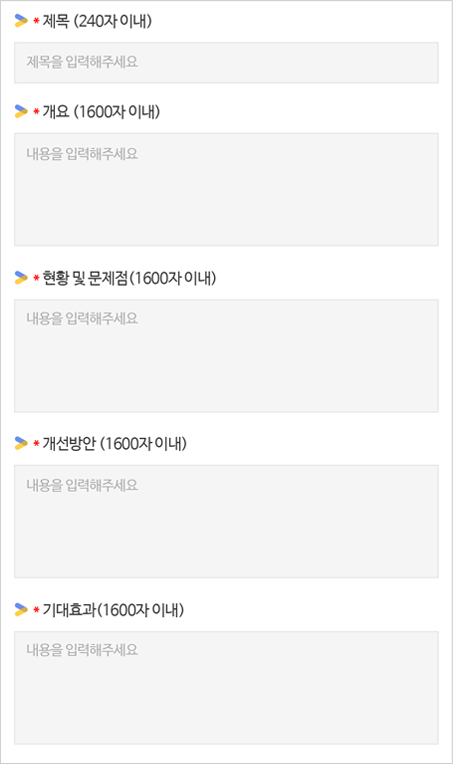 * 제목 (240자 이내)
제목을 입력해주세요
* 개요 (1600자 이내)
내용을 입력해주세요
* 현황 및 문제점(1600자 이내)
내용을 입력해주세요
* 개선방안 (1600자 이내)
내용을 입력해주세요
* 기대효과(1600자 이내)
내용을 입력해주세요